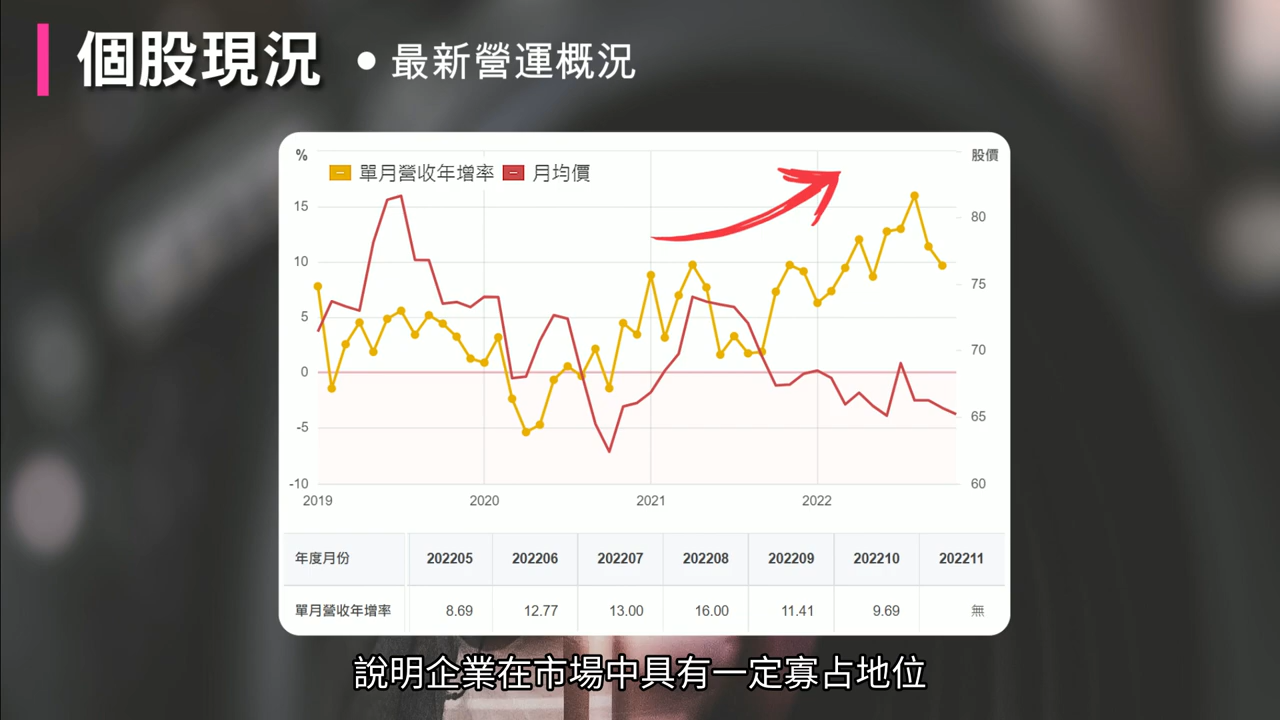 個股現況 • 最新營運概況
% 單月營收年增率 月均價 股價
15
10
5
0
-5
-10
80
75
70
65
60
2019 2020 2021 2022
年度月份 202205 202206 202207 202208 202209 202210 202211
單月營收年增率 8.69 12.77 13.00 16.00 11.41 9.69 無
說明企業在市場中具有一定寡占地位